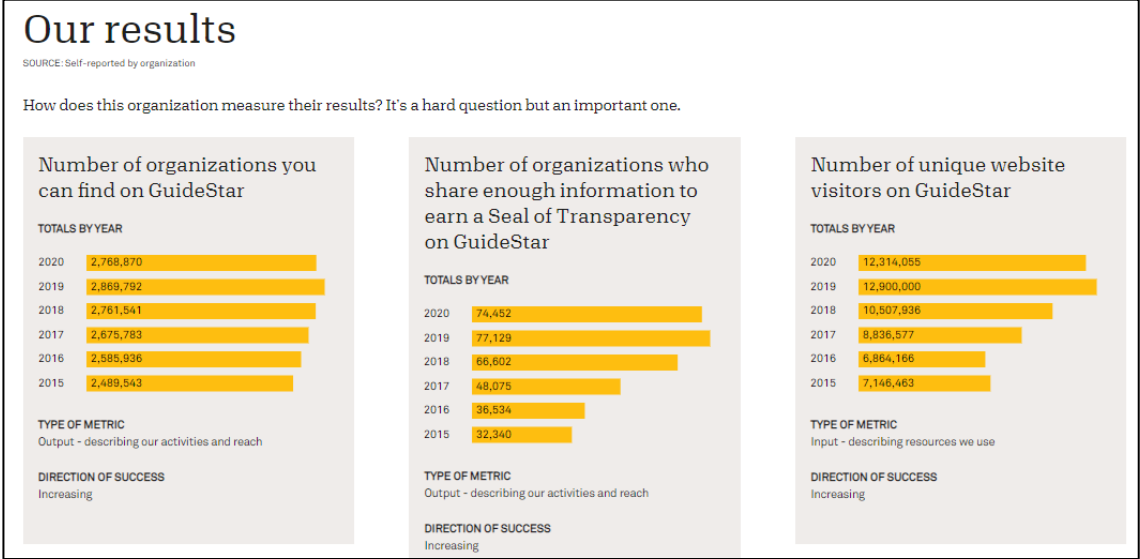 Our results
SOURCE: Self-reported by organization
How does this organization measure their results? It's a hard question but an important one.
Number of organizations you
can find on GuideStar
TOTALS BY YEAR
2020 2,768,870
2019 2,869,792
2018 2,761,541
2017 2,675,783
2016 2,585,936
2015 2,489,543
TYPE OF METRIC
Output - describing our activities and reach
DIRECTION OF SUCCESS
Increasing
Number of organizations who
share enough information to
earn a Seal of Transparency
on GuideStar
TOTALS BY YEAR
2020 74,452
2019 77,129
2018 66,602
2017 48,075
2016 36,534
2015 32,340
TYPE OF METRIC
Output - describing our activities and reach
DIRECTION OF SUCCESS
Increasing
Number of unique website
visitors on GuideStar
TOTALS BY YEAR
2020 12,314,055
2019 12,900,000
2018 10,507,936
2017 8,836,577
2016 6,864,166
2015 7,146,463
TYPE OF METRIC
Input - describing resources we use
DIRECTION OF SUCCESS
Increasing